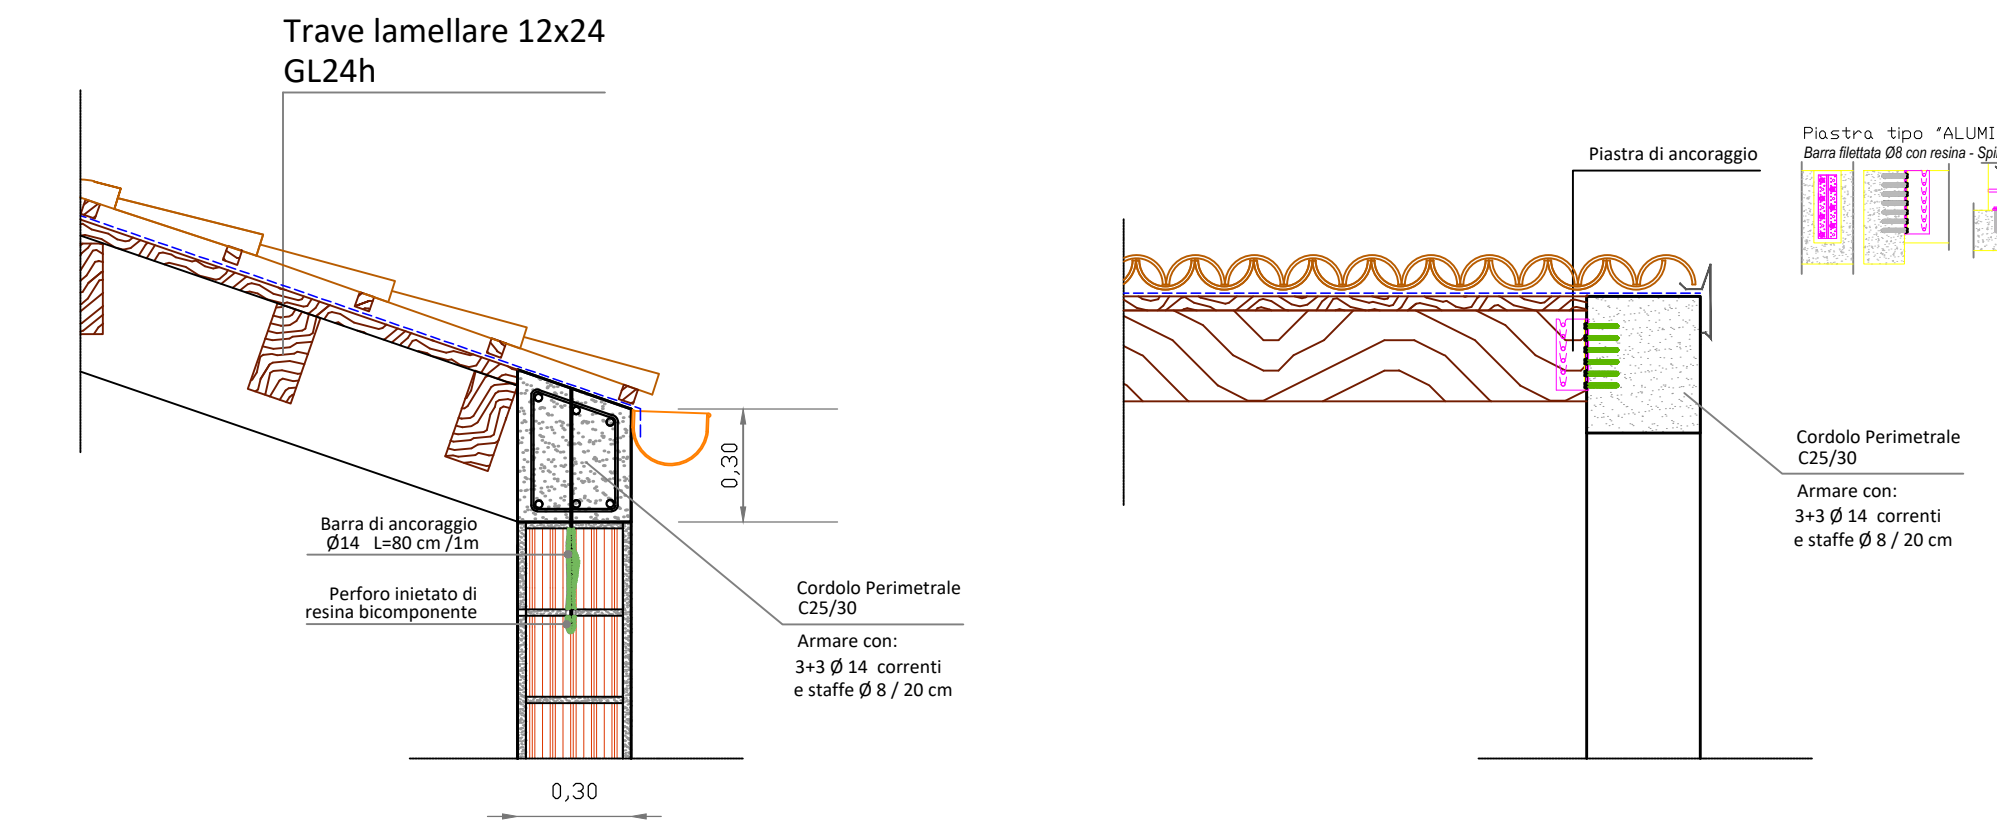 Trave lamellare 12x24
GL24h
Barra di ancoraggio
Ø14 L=80 cm /1m
Perforo iniettato di
resina bicomponente
0,30
Cordolo Perimetrale
C25/30
Armare con:
3+3 Ø 14 correnti
e staffe Ø 8 / 20 cm
0,30
Piastra di ancoraggio
Piastra tipo "ALUMI
Barra filettata Ø8 con resina - Spi
Cordolo Perimetrale
C25/30
Armare con:
3+3 Ø 14 correnti
e staffe Ø 8 / 20 cm